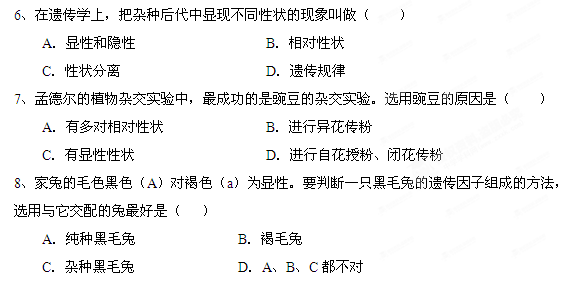 6、在遗传学上，把杂种后代中显现不同性状的现象叫做（　　）
A．显性和隐性　　B．相对性状
C．性状分离　　D．遗传规律
7、孟德尔的植物杂交实验中，最成功的是豌豆的杂交实验。选用豌豆的原因是（　　）
A．有多对相对性状　　B．进行异花传粉
C．有显性性状　　D．进行自花授粉、闭花传粉
8、家兔的毛色黑色（A）对褐色（a）为显性。要判断一只黑毛兔的遗传因子组成的方法，
选用与它交配的兔最好是（　　）
A．纯种黑毛兔　　B．褐毛兔
C．杂种黑毛兔　　D．A、B、C都不对